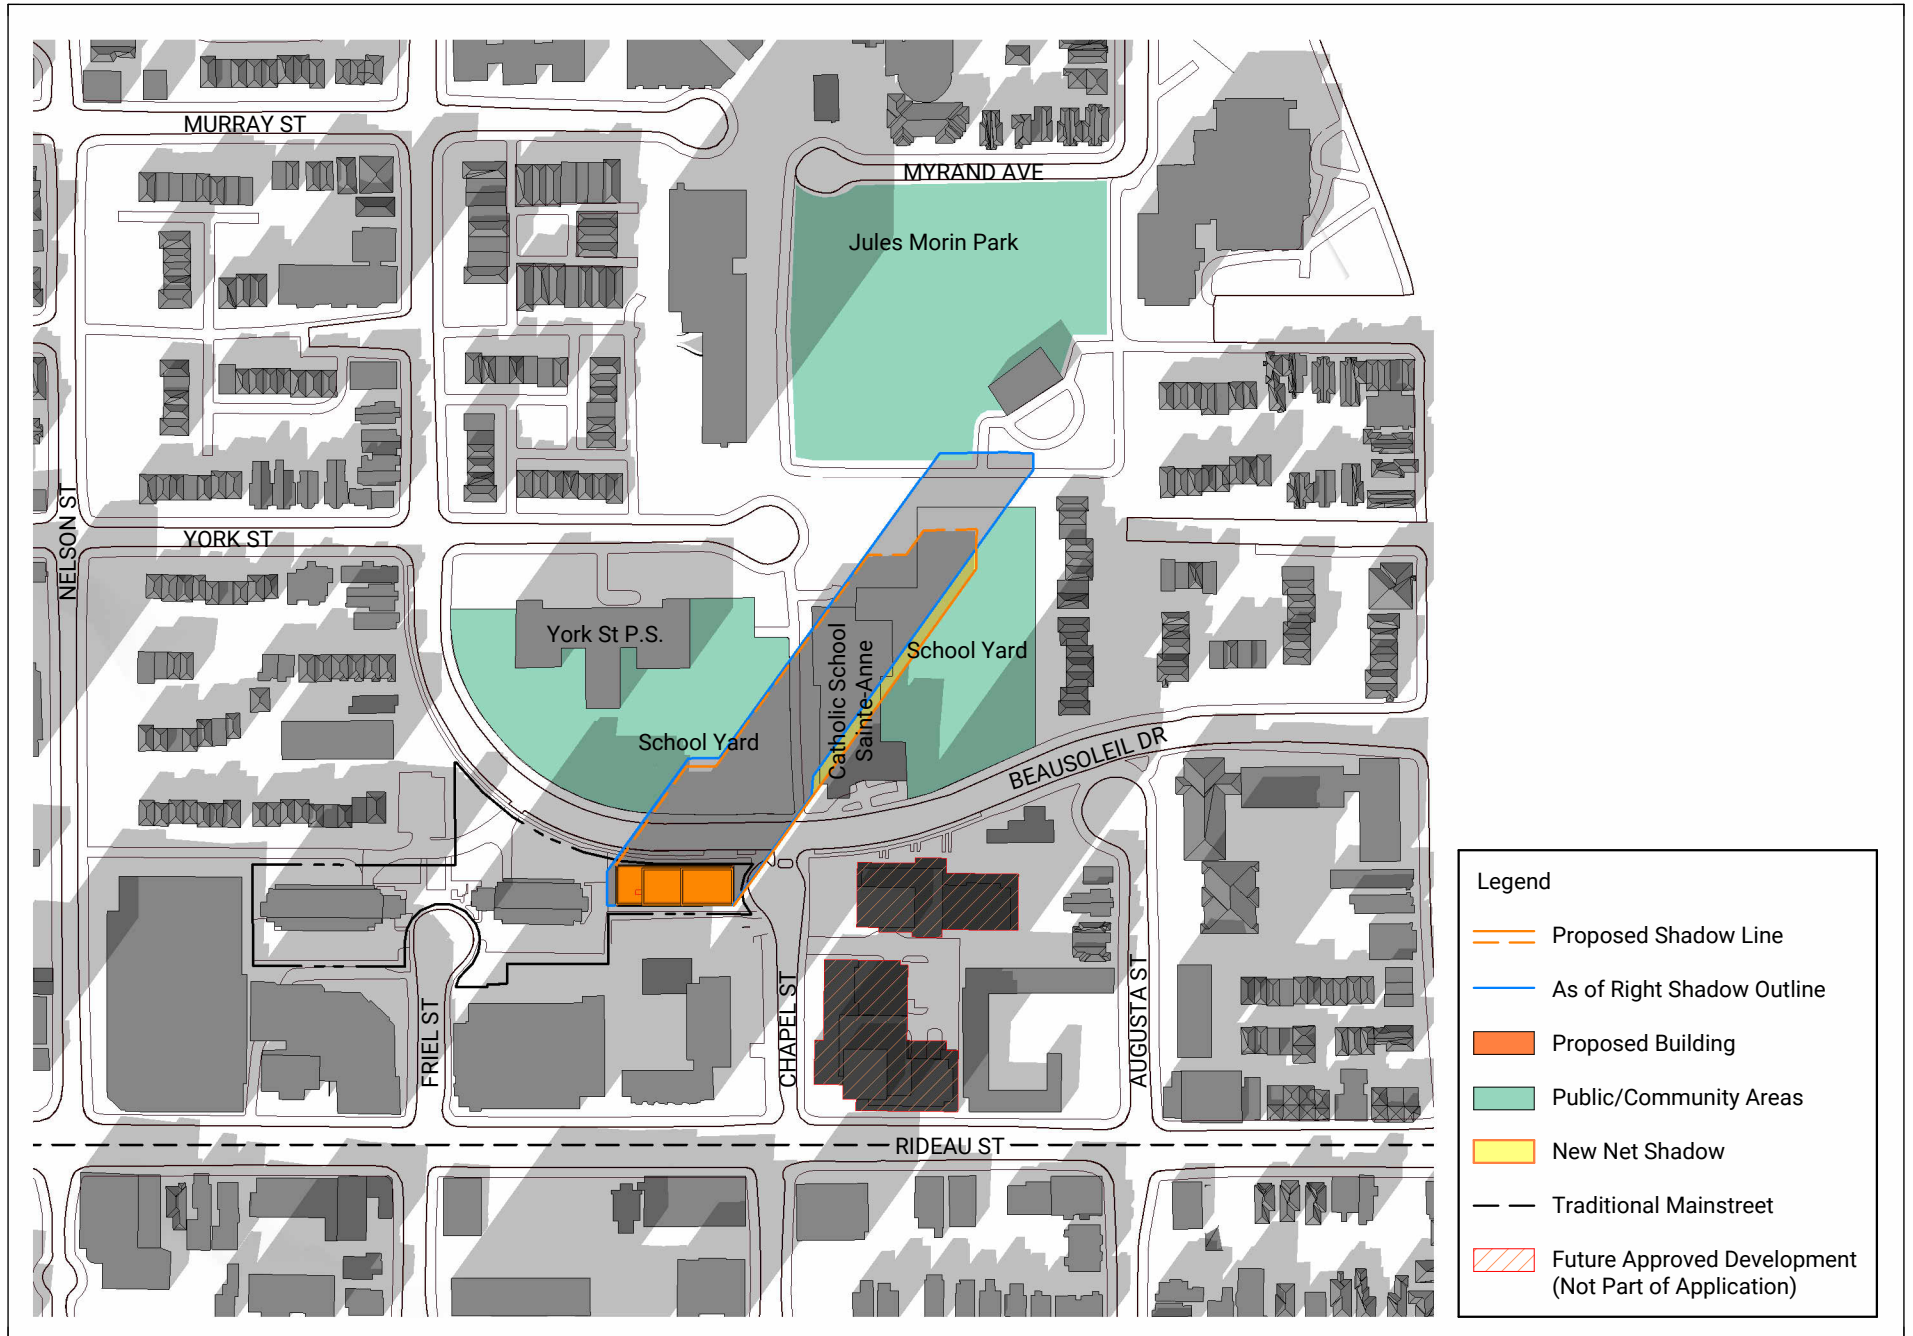 MURRAY ST
MYRAND AVE
Jules Morin Park
NELSON ST
YORK ST
York St P.S.
School Yard
Catholic School
Sainte-Anne
School Yard
BEAUSOLEIL DR
FRIEL ST
CHAPEL ST
AUGUSTA ST
RIDEAU ST
Legend
Proposed Shadow Line
As of Right Shadow Outline
Proposed Building
Public/Community Areas
New Net Shadow
Traditional Mainstreet
Future Approved Development
(Not Part of Application)